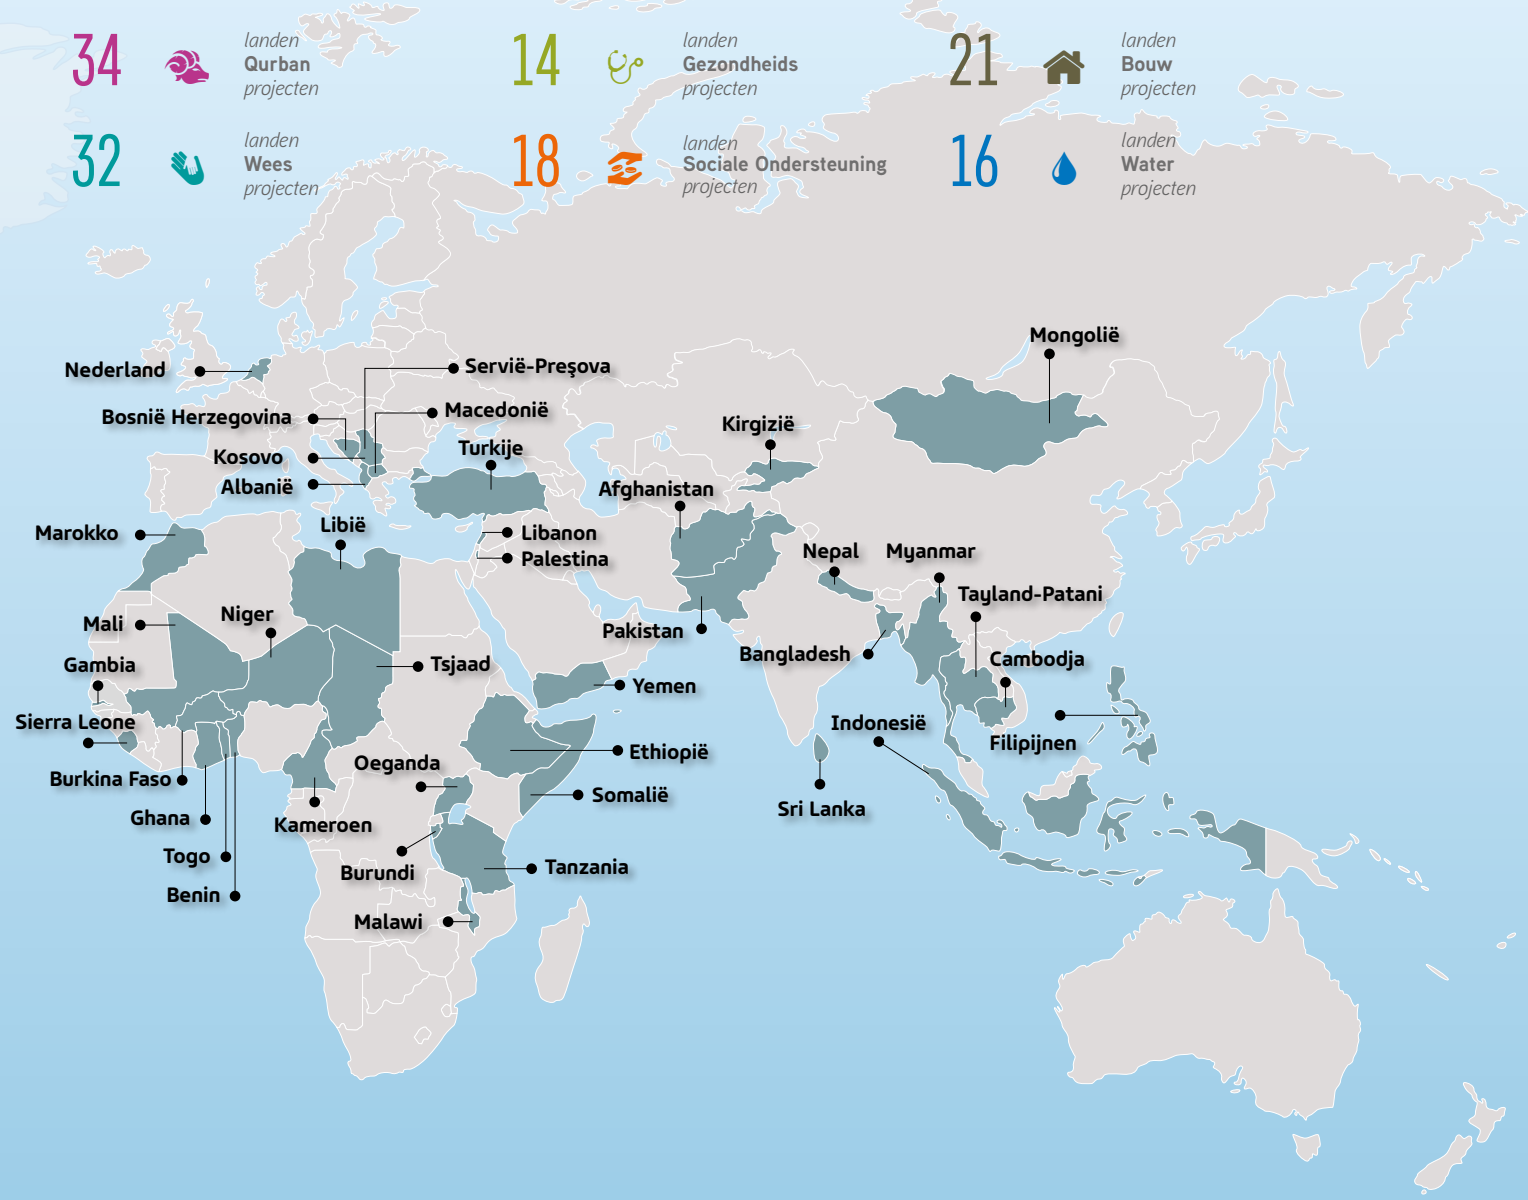 34
landen
Qurban
projecten
14
landen
Gezondheids
projecten
21
landen
Bouw
projecten
32
landen
Wees
projecten
18
landen
Sociale Ondersteuning
projecten
16
landen
Water
projecten
Mongolië
Nederland
Servië-Preşova
Bosnië Herzegovina
Macedonië
Kirgizië
Turkije
Kosovo
Albanië
Afghanistan
Marokko
Libië
Libanon
Palestina
Nepal
Myanmar
Tayland-Patani
Mali
Niger
Pakistan
Bangladesh
Cambodja
Gambia
Tsjaad
Yemen
Sierra Leone
Indonesië
Filipijnen
Burkina Faso
Oeganda
Ethiopië
Somalië
Sri Lanka
Ghana
Kameroen
Togo
Burundi
Tanzania
Benin
Malawi